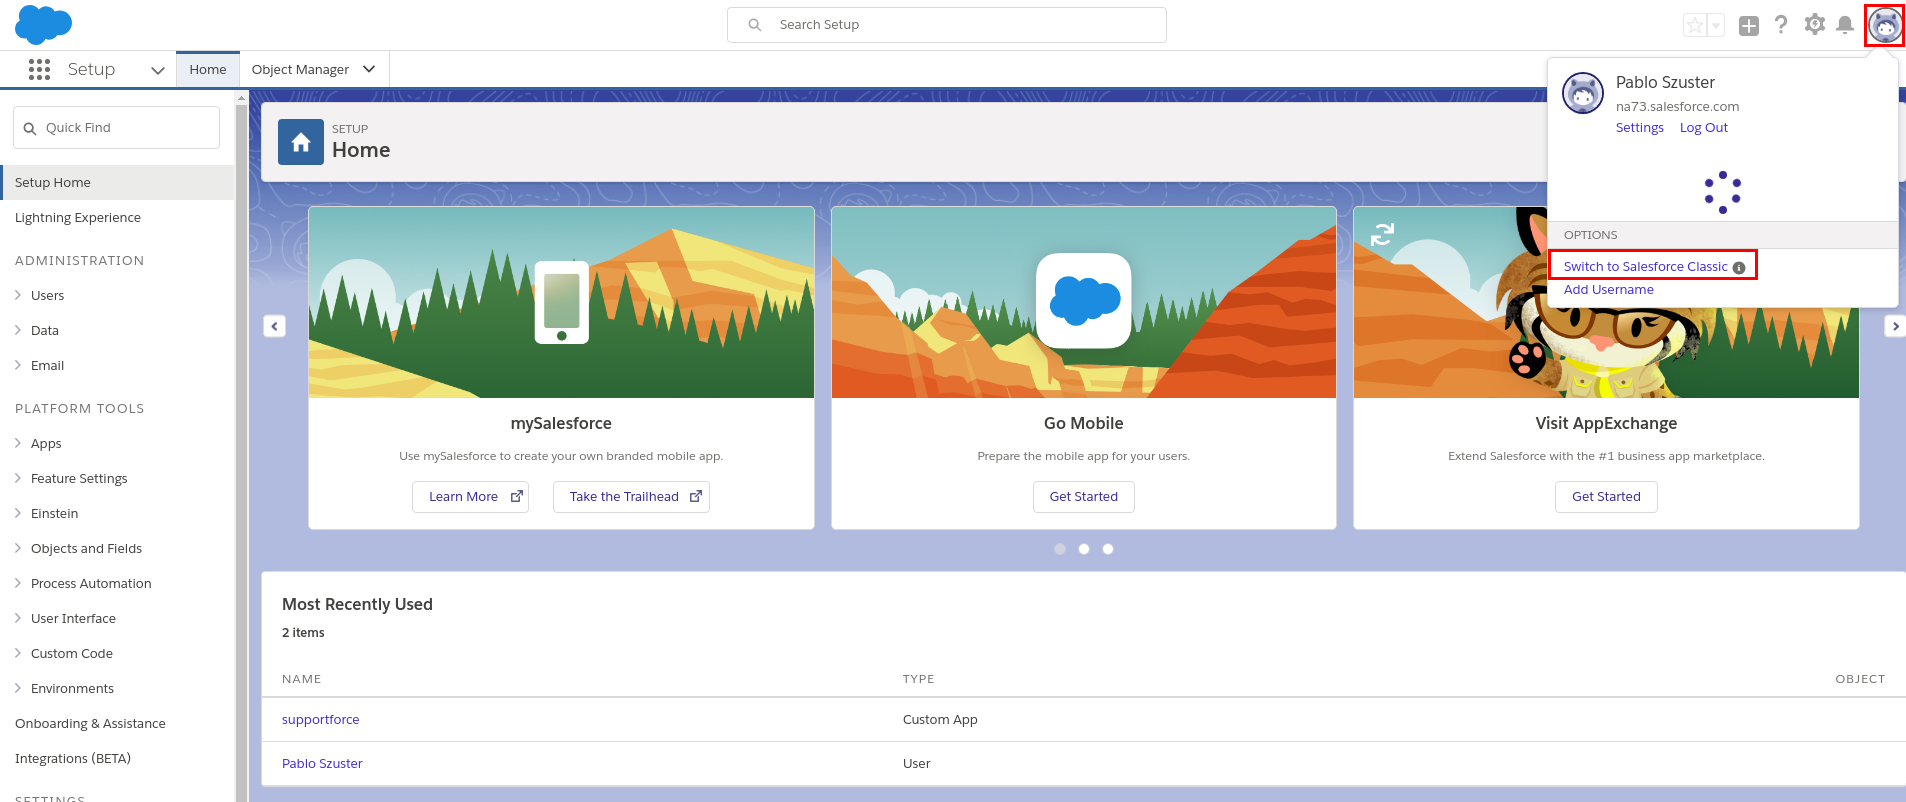 Search Setup
Setup
Home
Object Manager
Pablo Szuster
na73.salesforce.com
Settings Log Out
OPTIONS
Switch to Salesforce Classic
Add Username
Quick Find
Setup Home
Lightning Experience
ADMINISTRATION
Users
Data
Email
PLATFORM TOOLS
Apps
Feature Settings
Einstein
Objects and Fields
Process Automation
User Interface
Custom Code
Environments
Onboarding & Assistance
Integrations (BETA)
SETTINGS
SETUP
Home
mySalesforce
Use mySalesforce to create your own branded mobile app.
Learn More
Take the Trailhead
Go Mobile
Prepare the mobile app for your users.
Get Started
Visit AppExchange
Extend Salesforce with the #1 business app marketplace.
Get Started
Most Recently Used
2 items
NAME TYPE OBJECT
supportforce Custom App
Pablo Szuster User